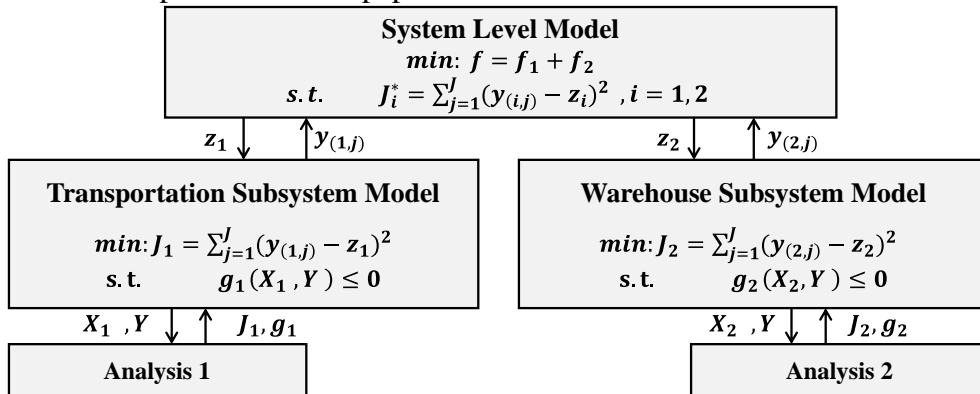 System Level Model
min: f = f₁ + f₂
s. t. J*ᵢ = ∑ᴶⱼ₌₁(y₍ᵢ,ⱼ₎ − zᵢ)² , i = 1, 2
z₁ y₍₁,ⱼ₎ z₂ y₍₂,ⱼ₎
Transportation Subsystem Model
min: J₁ = ∑ᴶⱼ₌₁(y₍₁,ⱼ₎ − z₁)²
s.t. g₁(X₁, Y) ≤ 0
Warehouse Subsystem Model
min: J₂ = ∑ᴶⱼ₌₁(y₍₂,ⱼ₎ − z₂)²
s.t. g₂(X₂, Y) ≤ 0
X₁ , Y J₁, g₁ X₂ , Y J₂, g₂
Analysis 1
Analysis 2